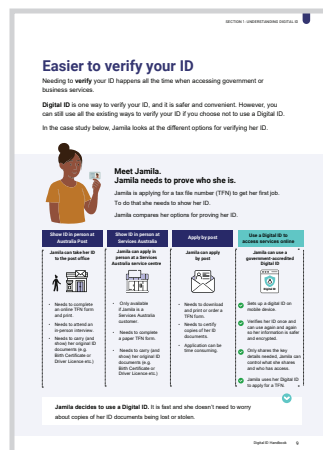 SECTION 1: UNDERSTANDING DIGITAL ID
Easier to verify your ID
Needing to verify your ID happens all the time when accessing government or
business services.
Digital ID is one way to verify your ID, and it is safer and convenient. However, you
can still use all the existing ways to verify your ID if you choose not to use a Digital ID.
In the case study below, Jamila looks at the different options for verifying her ID.
Meet Jamila.
Jamila needs to prove who she is.
Jamila is applying for a tax file number (TFN) to get her first job.
To do that she needs to show her ID.
Jamila compares her options for proving her ID.
Show ID in person at
Australia Post
Jamila can take her ID
to the post office
• Needs to complete
an online TFN form
and print.
• Needs to attend an
in-person interview.
• Needs to carry (and
show) her original ID
documents (e.g.
Birth Certificate or
Driver Licence etc.)
Show ID in person at
Services Australia
Jamila can apply in
person at a Services
Australia service centre
• Only available
if Jamila is a
Services Australia
customer.
• Needs to complete
a paper TFN form.
• Needs to carry (and
show) her original ID
documents (e.g.
Birth Certificate or
Driver Licence etc.)
Apply by post
Jamila can apply
by post
• Needs to download
and print or order a
TFN form.
• Needs to certify
copies of her ID
documents.
• Application can be
time consuming.
Use a Digital ID to
access services online
Jamila can use a
government-accredited
Digital ID
Digital ID
Sets up a digital ID on
mobile device.
Verifies her ID once and
can use again and again
so her information is safer
and encrypted.
Only shares the key
details needed. Jamila can
control what she shares
and who has access.
Jamila uses her Digital ID
to apply for a TFN.
Jamila decides to use a Digital ID. It is fast and she doesn't need to worry
about copies of her ID documents being lost or stolen.
Digital ID Handbook